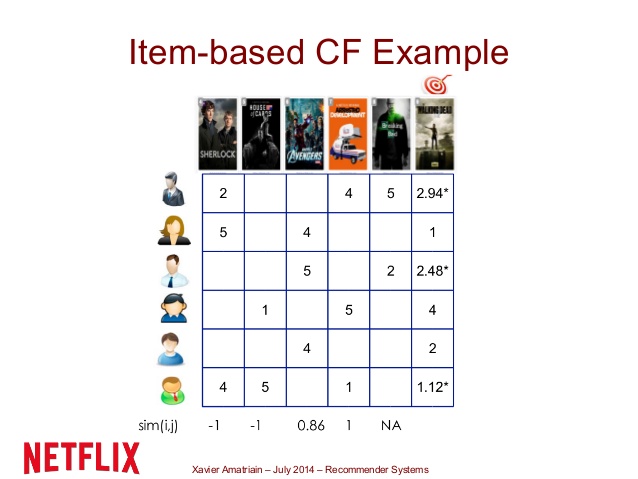 Item-based CF Example
SHERLOCK
HOUSE of CARDS
AVENGERS
ARRESTED DEVELOPMENT
Breaking Bad
WALKING DEAD
2 4 5 2.94*
5 4 1
5 2 2.48*
1 5 4
4 2
4 5 1 1.12*
sim(i,j) -1 -1 0.86 1 NA
NETFLIX
Xavier Amatriain – July 2014 – Recommender Systems